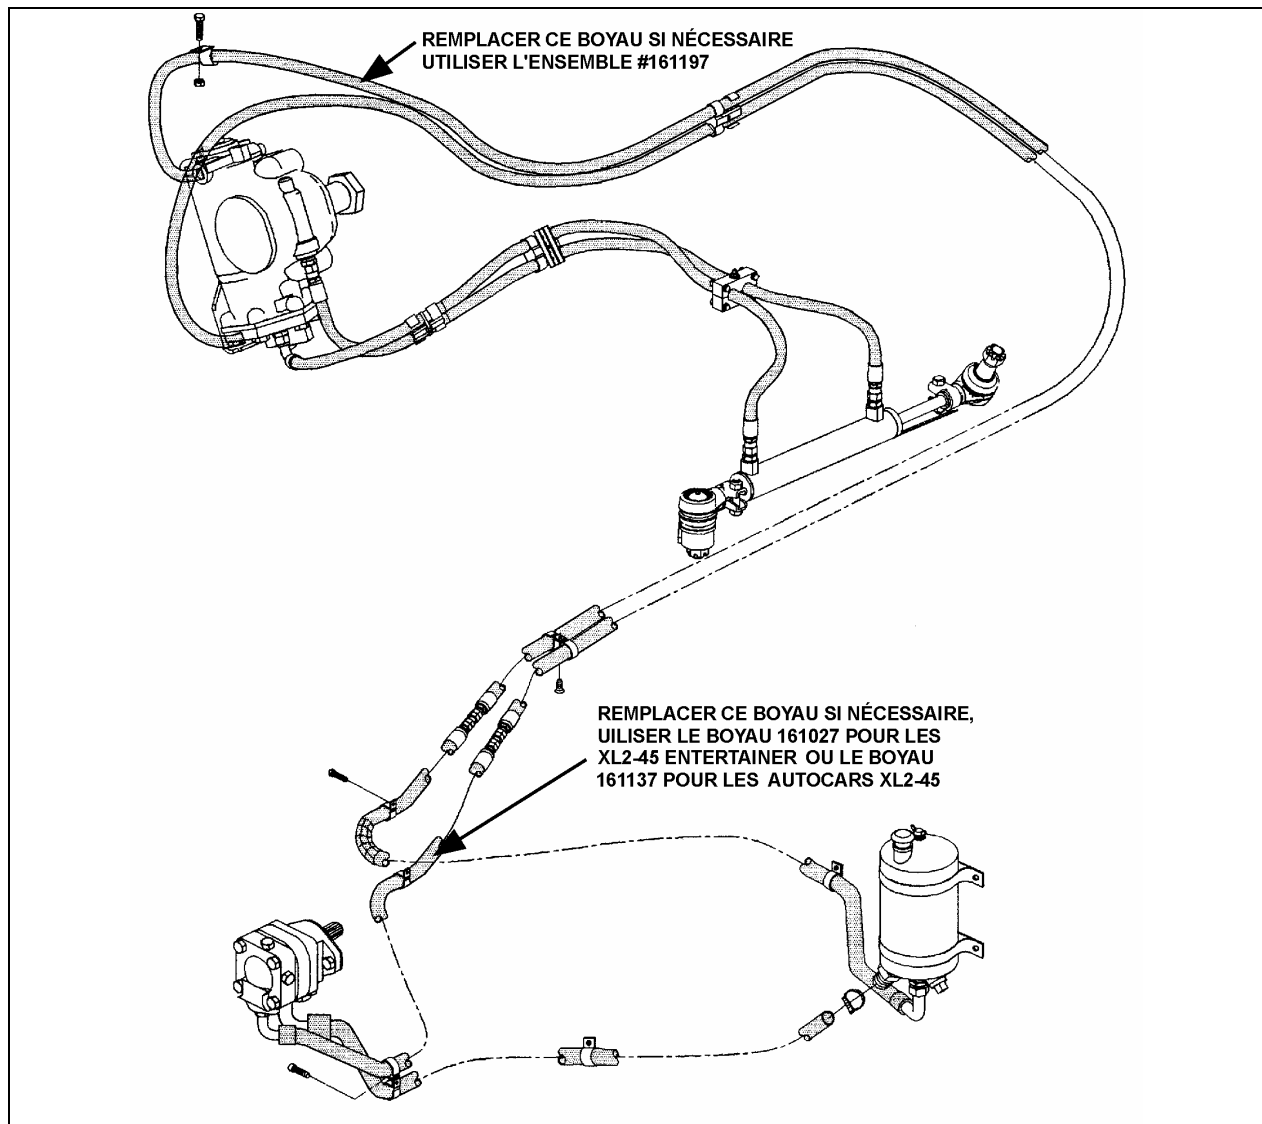 REMPLACER CE BOYAU SI NÉCESSAIRE
UTILISER L'ENSEMBLE #161197
REMPLACER CE BOYAU SI NÉCESSAIRE,
UILISER LE BOYAU 161027 POUR LES
XL2-45 ENTERTAINER OU LE BOYAU
161137 POUR LES AUTOCARS XL2-45